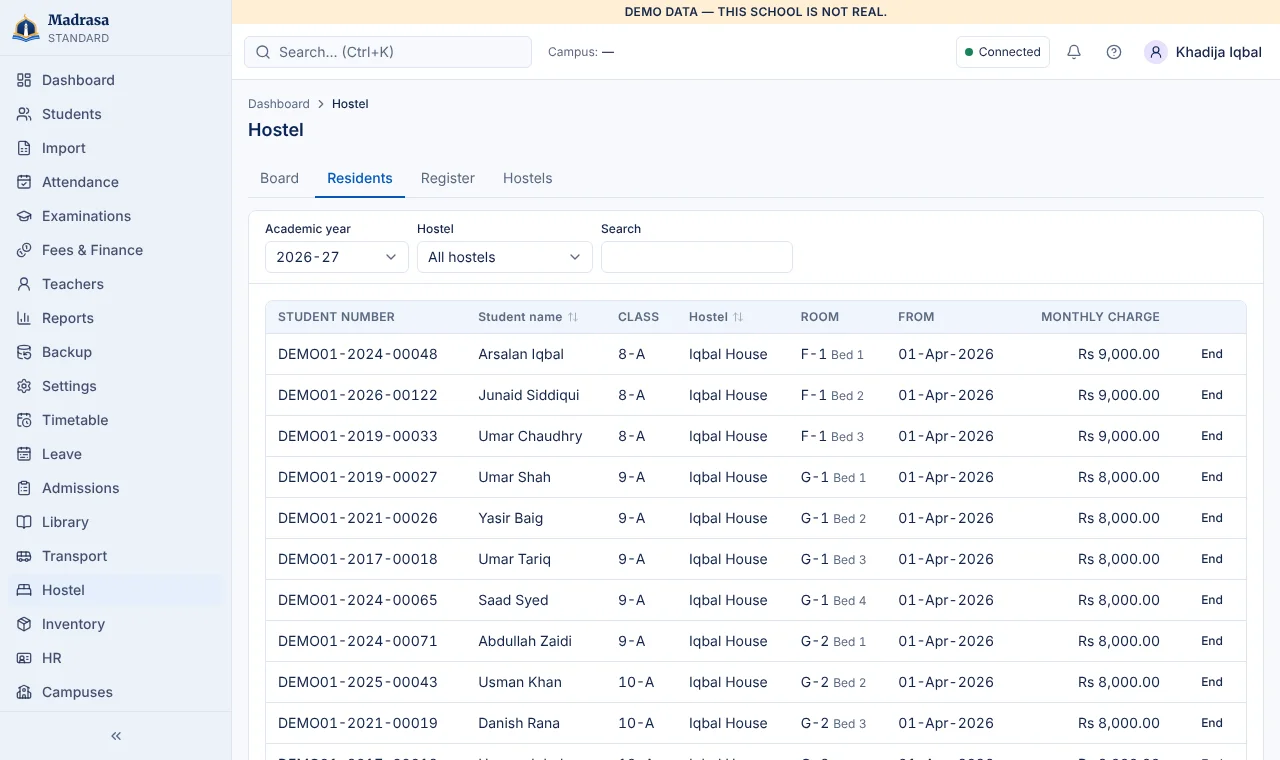 DEMO DATA — THIS SCHOOL IS NOT REAL.
Madrasa
STANDARD
Search... (Ctrl+K)
Campus: —
Connected
Khadija Iqbal
Dashboard
Students
Import
Attendance
Examinations
Fees & Finance
Teachers
Reports
Backup
Settings
Timetable
Leave
Admissions
Library
Transport
Hostel
Inventory
HR
Campuses
«
Dashboard > Hostel
Hostel
Board Residents Register Hostels
Academic year Hostel Search
2026-27 All hostels
STUDENT NUMBER Student name CLASS Hostel ROOM FROM MONTHLY CHARGE
DEMO01-2024-00048 Arsalan Iqbal 8-A Iqbal House F-1 Bed 1 01-Apr-2026 Rs 9,000.00 End
DEMO01-2026-00122 Junaid Siddiqui 8-A Iqbal House F-1 Bed 2 01-Apr-2026 Rs 9,000.00 End
DEMO01-2019-00033 Umar Chaudhry 8-A Iqbal House F-1 Bed 3 01-Apr-2026 Rs 9,000.00 End
DEMO01-2019-00027 Umar Shah 9-A Iqbal House G-1 Bed 1 01-Apr-2026 Rs 8,000.00 End
DEMO01-2021-00026 Yasir Baig 9-A Iqbal House G-1 Bed 2 01-Apr-2026 Rs 8,000.00 End
DEMO01-2017-00018 Umar Tariq 9-A Iqbal House G-1 Bed 3 01-Apr-2026 Rs 8,000.00 End
DEMO01-2024-00065 Saad Syed 9-A Iqbal House G-1 Bed 4 01-Apr-2026 Rs 8,000.00 End
DEMO01-2024-00071 Abdullah Zaidi 9-A Iqbal House G-2 Bed 1 01-Apr-2026 Rs 8,000.00 End
DEMO01-2025-00043 Usman Khan 10-A Iqbal House G-2 Bed 2 01-Apr-2026 Rs 8,000.00 End
DEMO01-2021-00019 Danish Rana 10-A Iqbal House G-2 Bed 3 01-Apr-2026 Rs 8,000.00 End